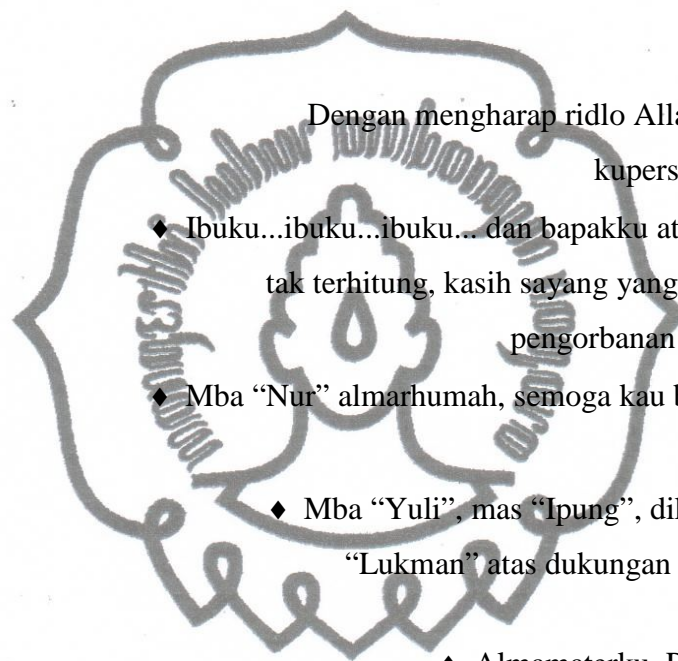 Dengan mengharap ridlo Alla
kupers
♦ Ibuku...ibuku...ibuku... dan bapakku at
tak terhitung, kasih sayang yang
pengorbanan
♦ Mba “Nur” almarhumah, semoga kau b
♦ Mba “Yuli”, mas “Ipung”, dil
“Lukman” atas dukungan
♦ Almamaterku